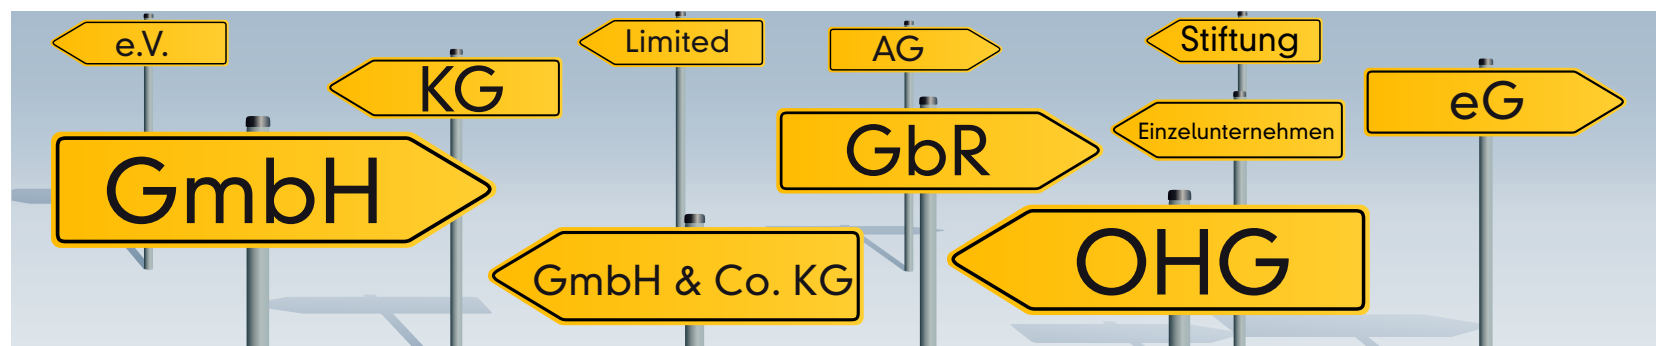 e.V.
Limited
AG
Stiftung
KG
eG
Einzelunternehmen
GbR
GmbH
OHG
GmbH & Co. KG